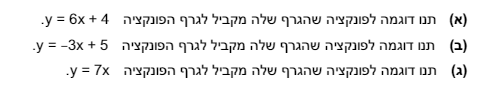 (א) תנו דוגמה לפונקציה שהגרף שלה מקביל לגרף הפונקציה y = 6x + 4.
(ב) תנו דוגמה לפונקציה שהגרף שלה מקביל לגרף הפונקציה y = –3x + 5.
(ג) תנו דוגמה לפונקציה שהגרף שלה מקביל לגרף הפונקציה y = 7x.